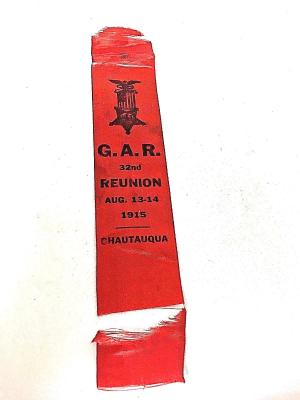 G.A.R.
32nd
REUNION
AUG. 13-14
1915
CHAUTAUQUA